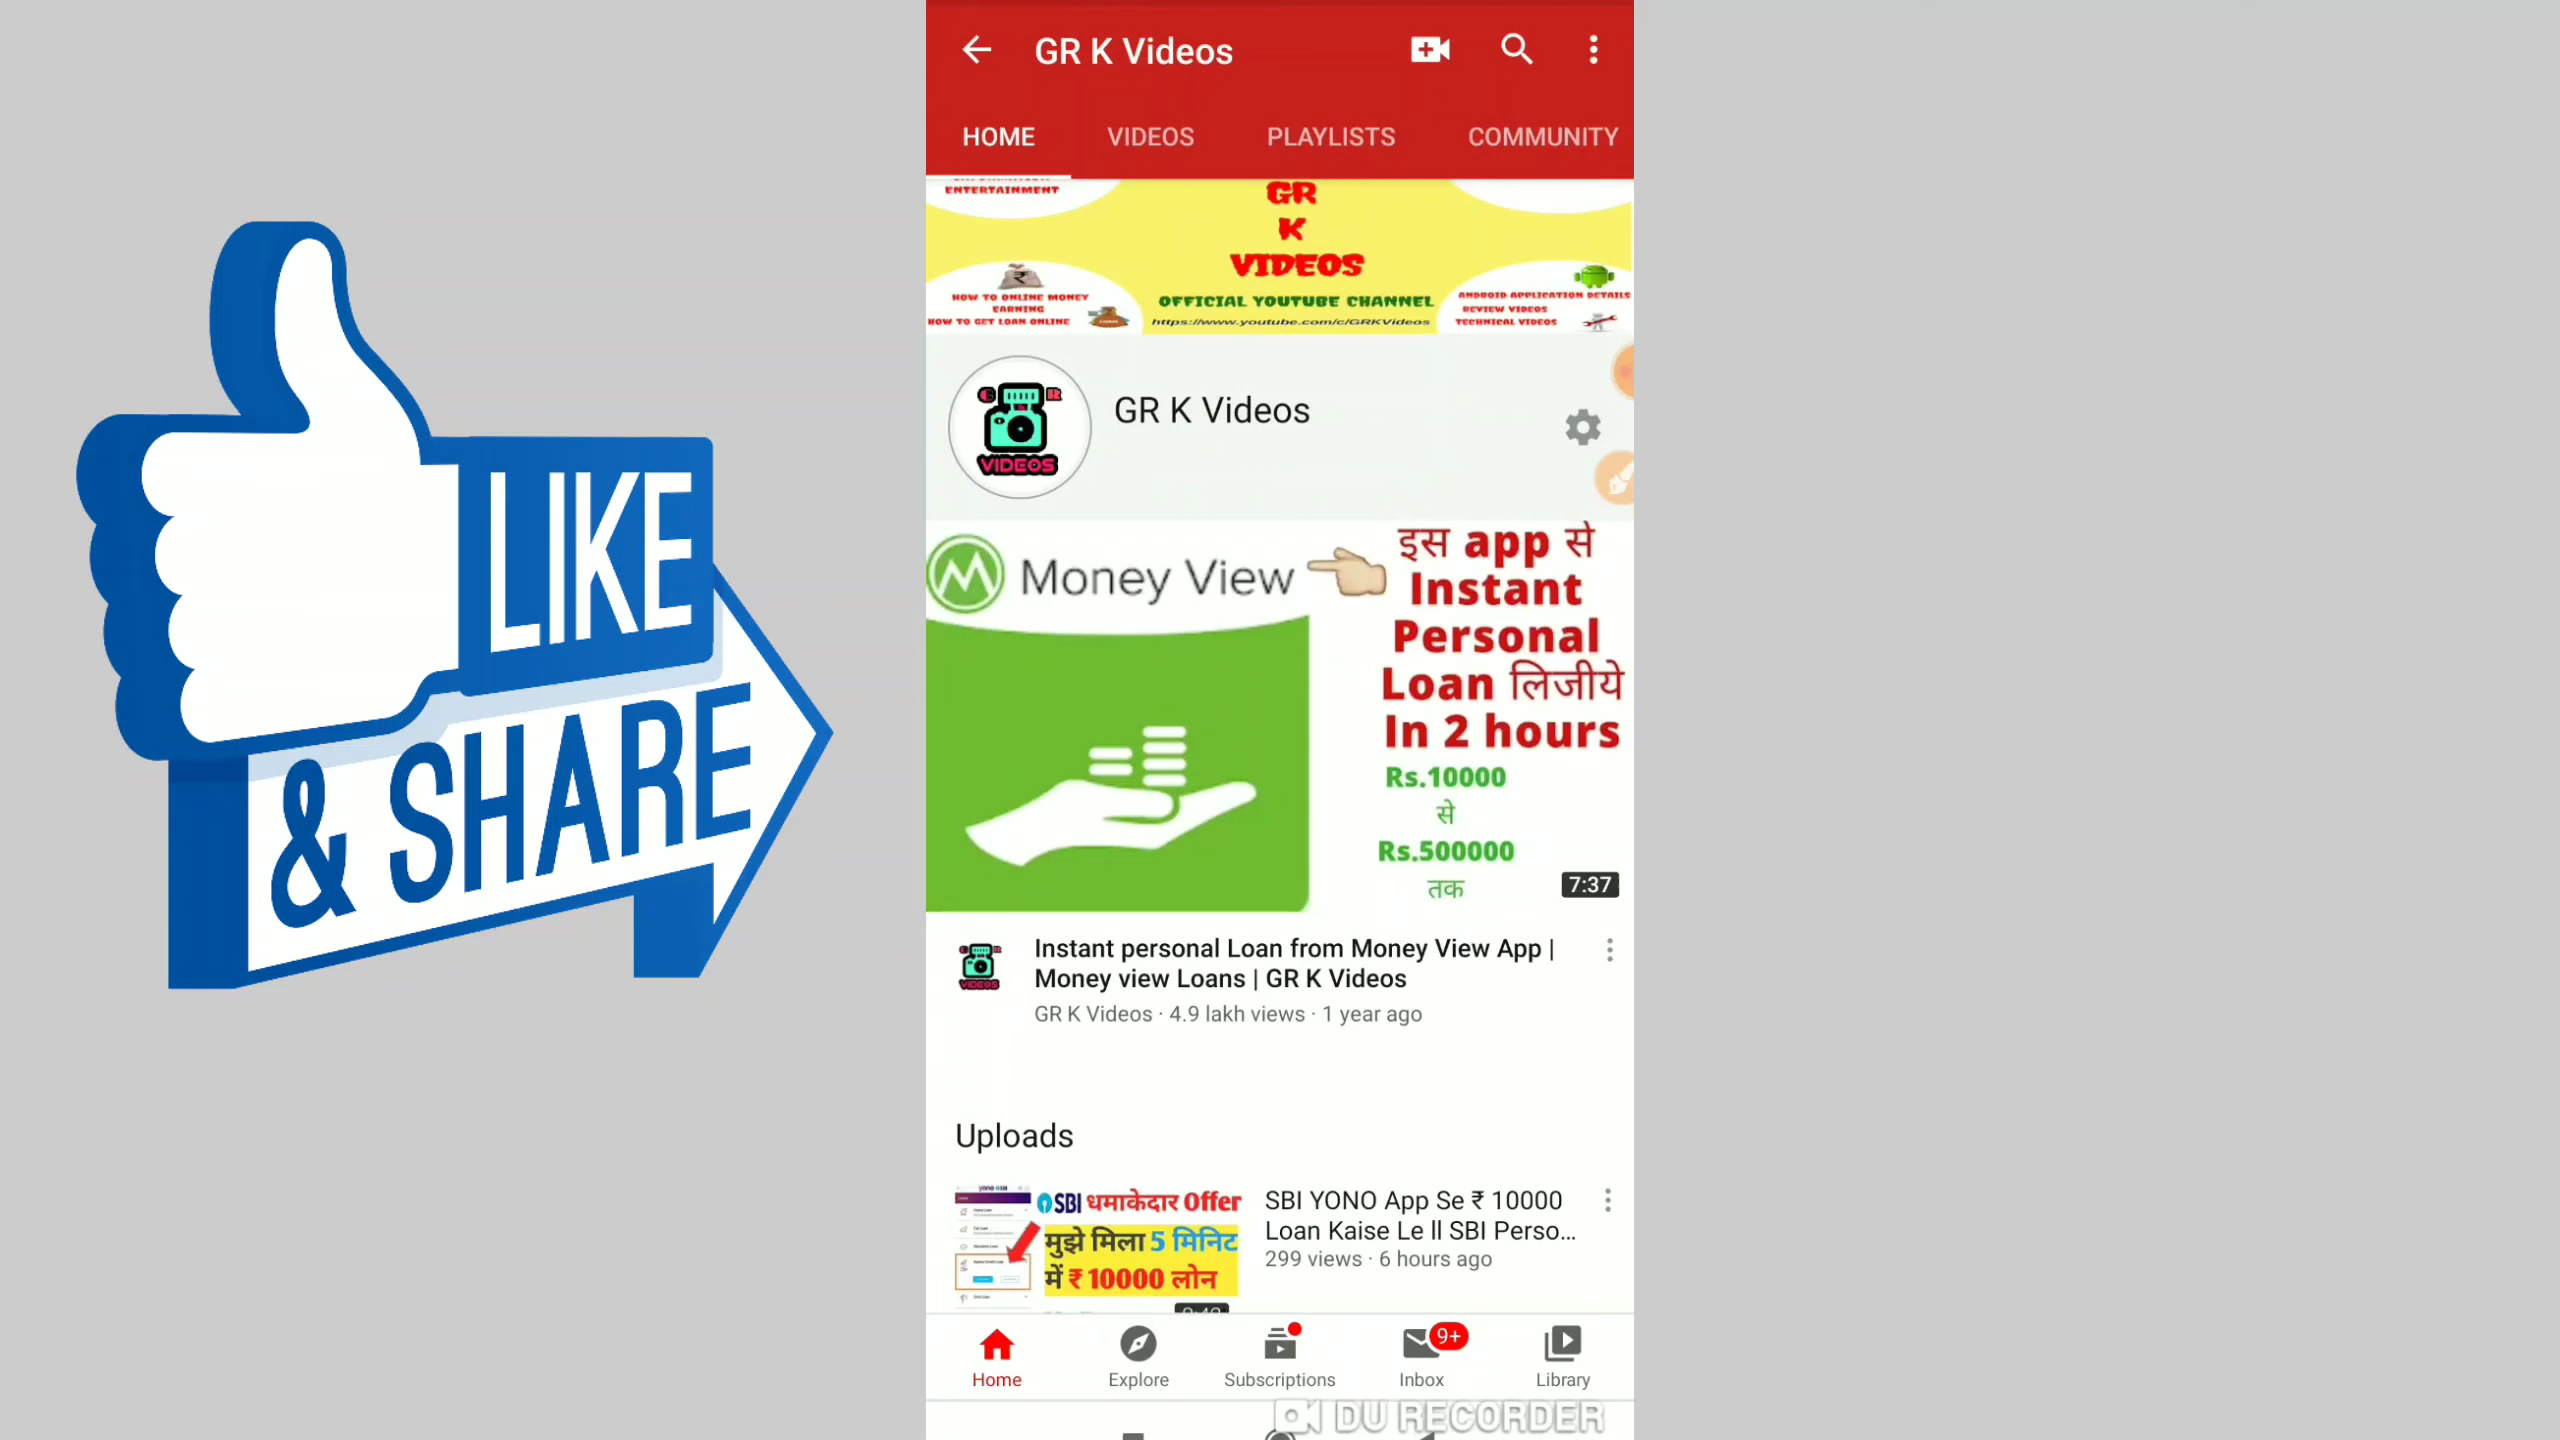 GR K Videos
HOME VIDEOS PLAYLISTS COMMUNITY
ENTERTAINMENT
GR
K
VIDEOS
OFFICIAL YOUTUBE CHANNEL
https://www.youtube.com/c/GRKVideos
HOW TO ONLINE MONEY
EARNING
HOW TO GET LOAN ONLINE
ANDROID APPLICATION DETAILS
REVIEW VIDEOS
TECHNICAL VIDEOS
G R
VIDEOS
GR K Videos
LIKE
& SHARE
Money View
इस app से
Instant
Personal
Loan लिजीये
In 2 hours
Rs.10000
से
Rs.500000
तक
7:37
VIDEOS
Instant personal Loan from Money View App |
Money view Loans | GR K Videos
GR K Videos · 4.9 lakh views · 1 year ago
Uploads
yono SBI
SBI धमाकेदार Offer
मुझे मिला 5 मिनिट
में ₹ 10000 लोन
SBI YONO App Se ₹ 10000
Loan Kaise Le ll SBI Perso...
299 views · 6 hours ago
Home Explore Subscriptions Inbox Library
9+
DU RECORDER